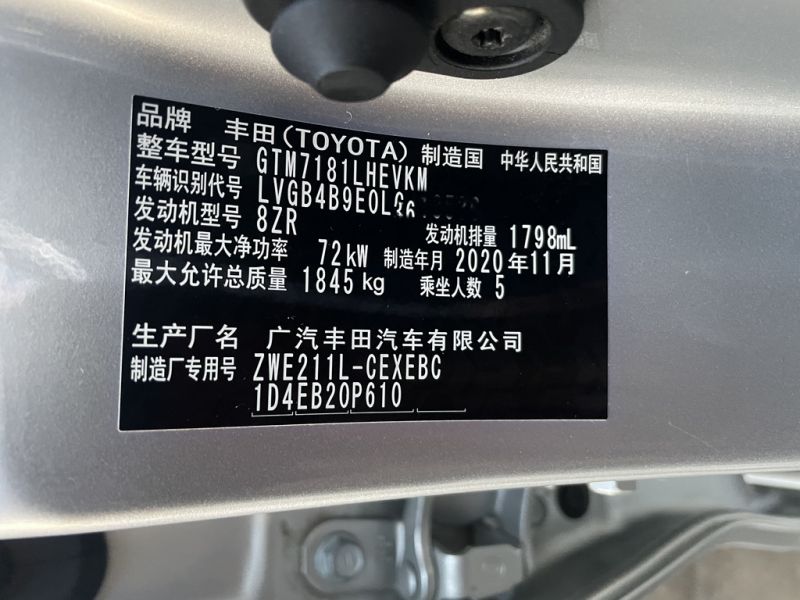 品牌 丰田(TOYOTA) 制造国 中华人民共和国
整车型号 GTM7181LHEVKM
车辆识别代号
发动机型号 8ZR 发动机排量 1798mL
发动机最大净功率 72kW 制造年月 2020年11月
最大允许总质量 1845kg 乘坐人数 5
生产厂名 广汽丰田汽车有限公司
制造厂专用号 ZWE211L-CEXEBC
1D4EB20P610